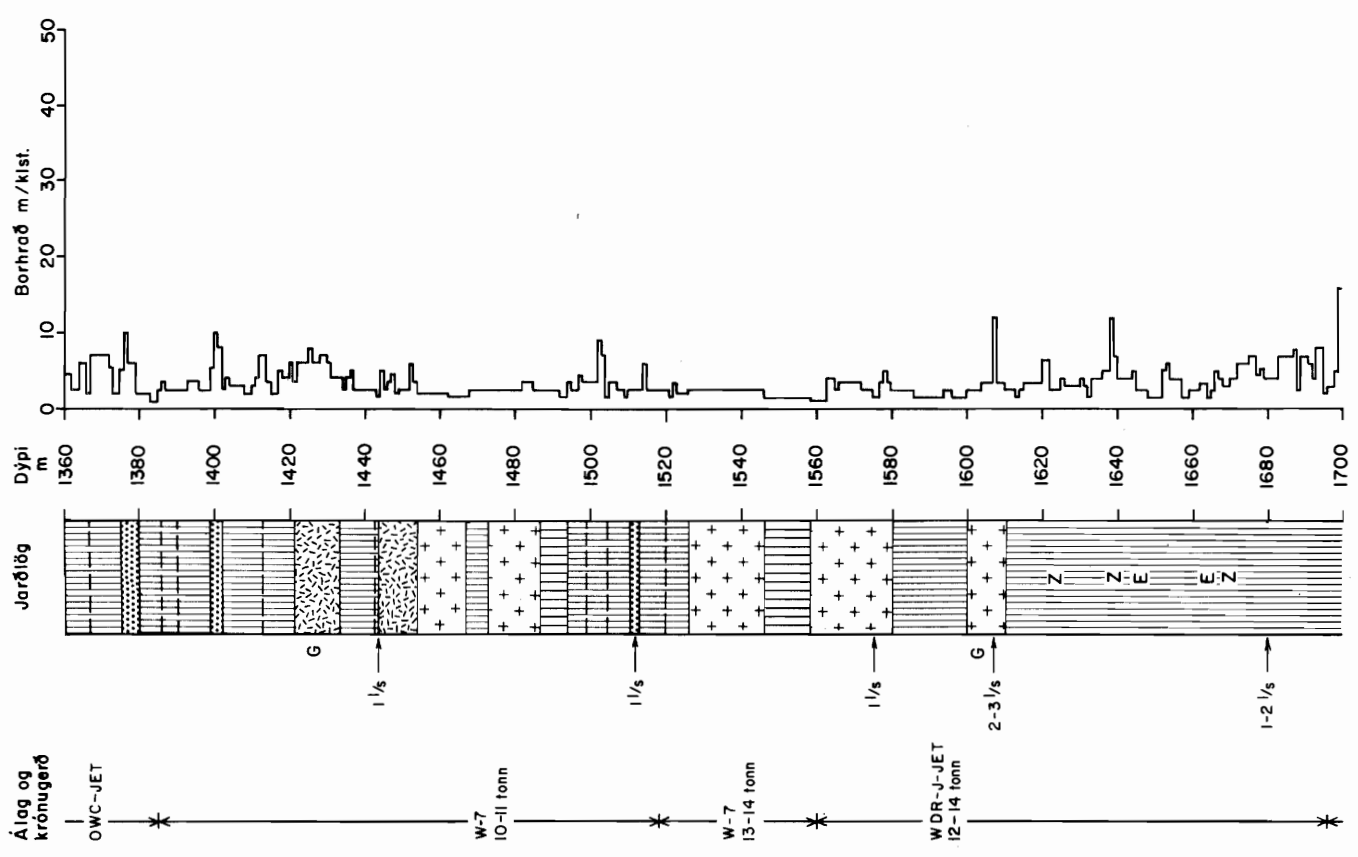 Borhrað m/klst.
50
40
30
20
10
0
Dýpi
m
1360
1380
1400
1420
1440
1460
1480
1500
1520
1540
1560
1580
1600
1620
1640
1660
1680
1700
Jarðlög
Z
Z
E
E
Z
G
G
1 l/s
1 l/s
1 l/s
2-3 l/s
1-2 l/s
Álag og
krónugerð
OWC-JET
W-7
10-11 tonn
W-7
13-14 tonn
WDR-J-JET
12-14 tonn